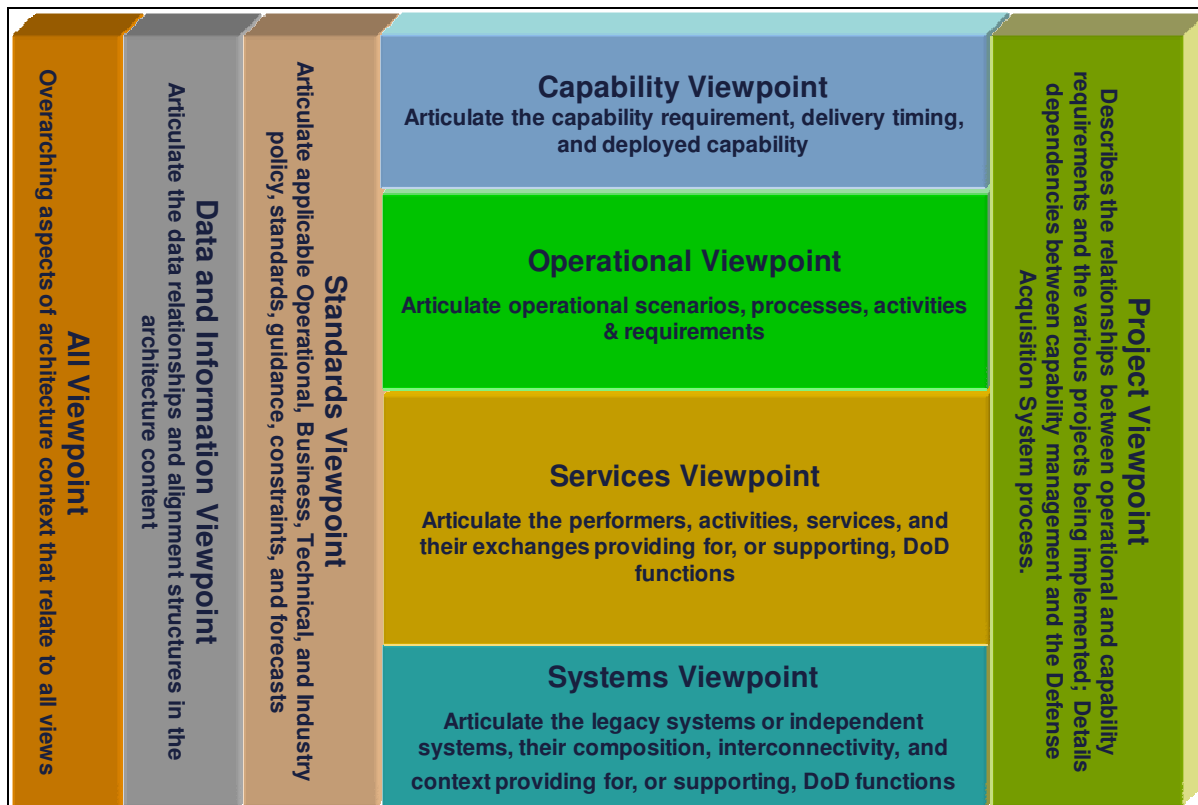 All Viewpoint
Overarching aspects of architecture context that relate to all views
Data and Information Viewpoint
Articulate the data relationships and alignment structures in the
architecture content
Standards Viewpoint
Articulate applicable Operational, Business, Technical, and Industry
policy, standards, guidance, constraints, and forecasts
Capability Viewpoint
Articulate the capability requirement, delivery timing,
and deployed capability
Operational Viewpoint
Articulate operational scenarios, processes, activities
& requirements
Services Viewpoint
Articulate the performers, activities, services, and
their exchanges providing for, or supporting, DoD
functions
Systems Viewpoint
Articulate the legacy systems or independent
systems, their composition, interconnectivity, and
context providing for, or supporting, DoD functions
Project Viewpoint
Describes the relationships between operational and capability
requirements and the various projects being implemented; Details
dependencies between capability management and the Defense
Acquisition System process.